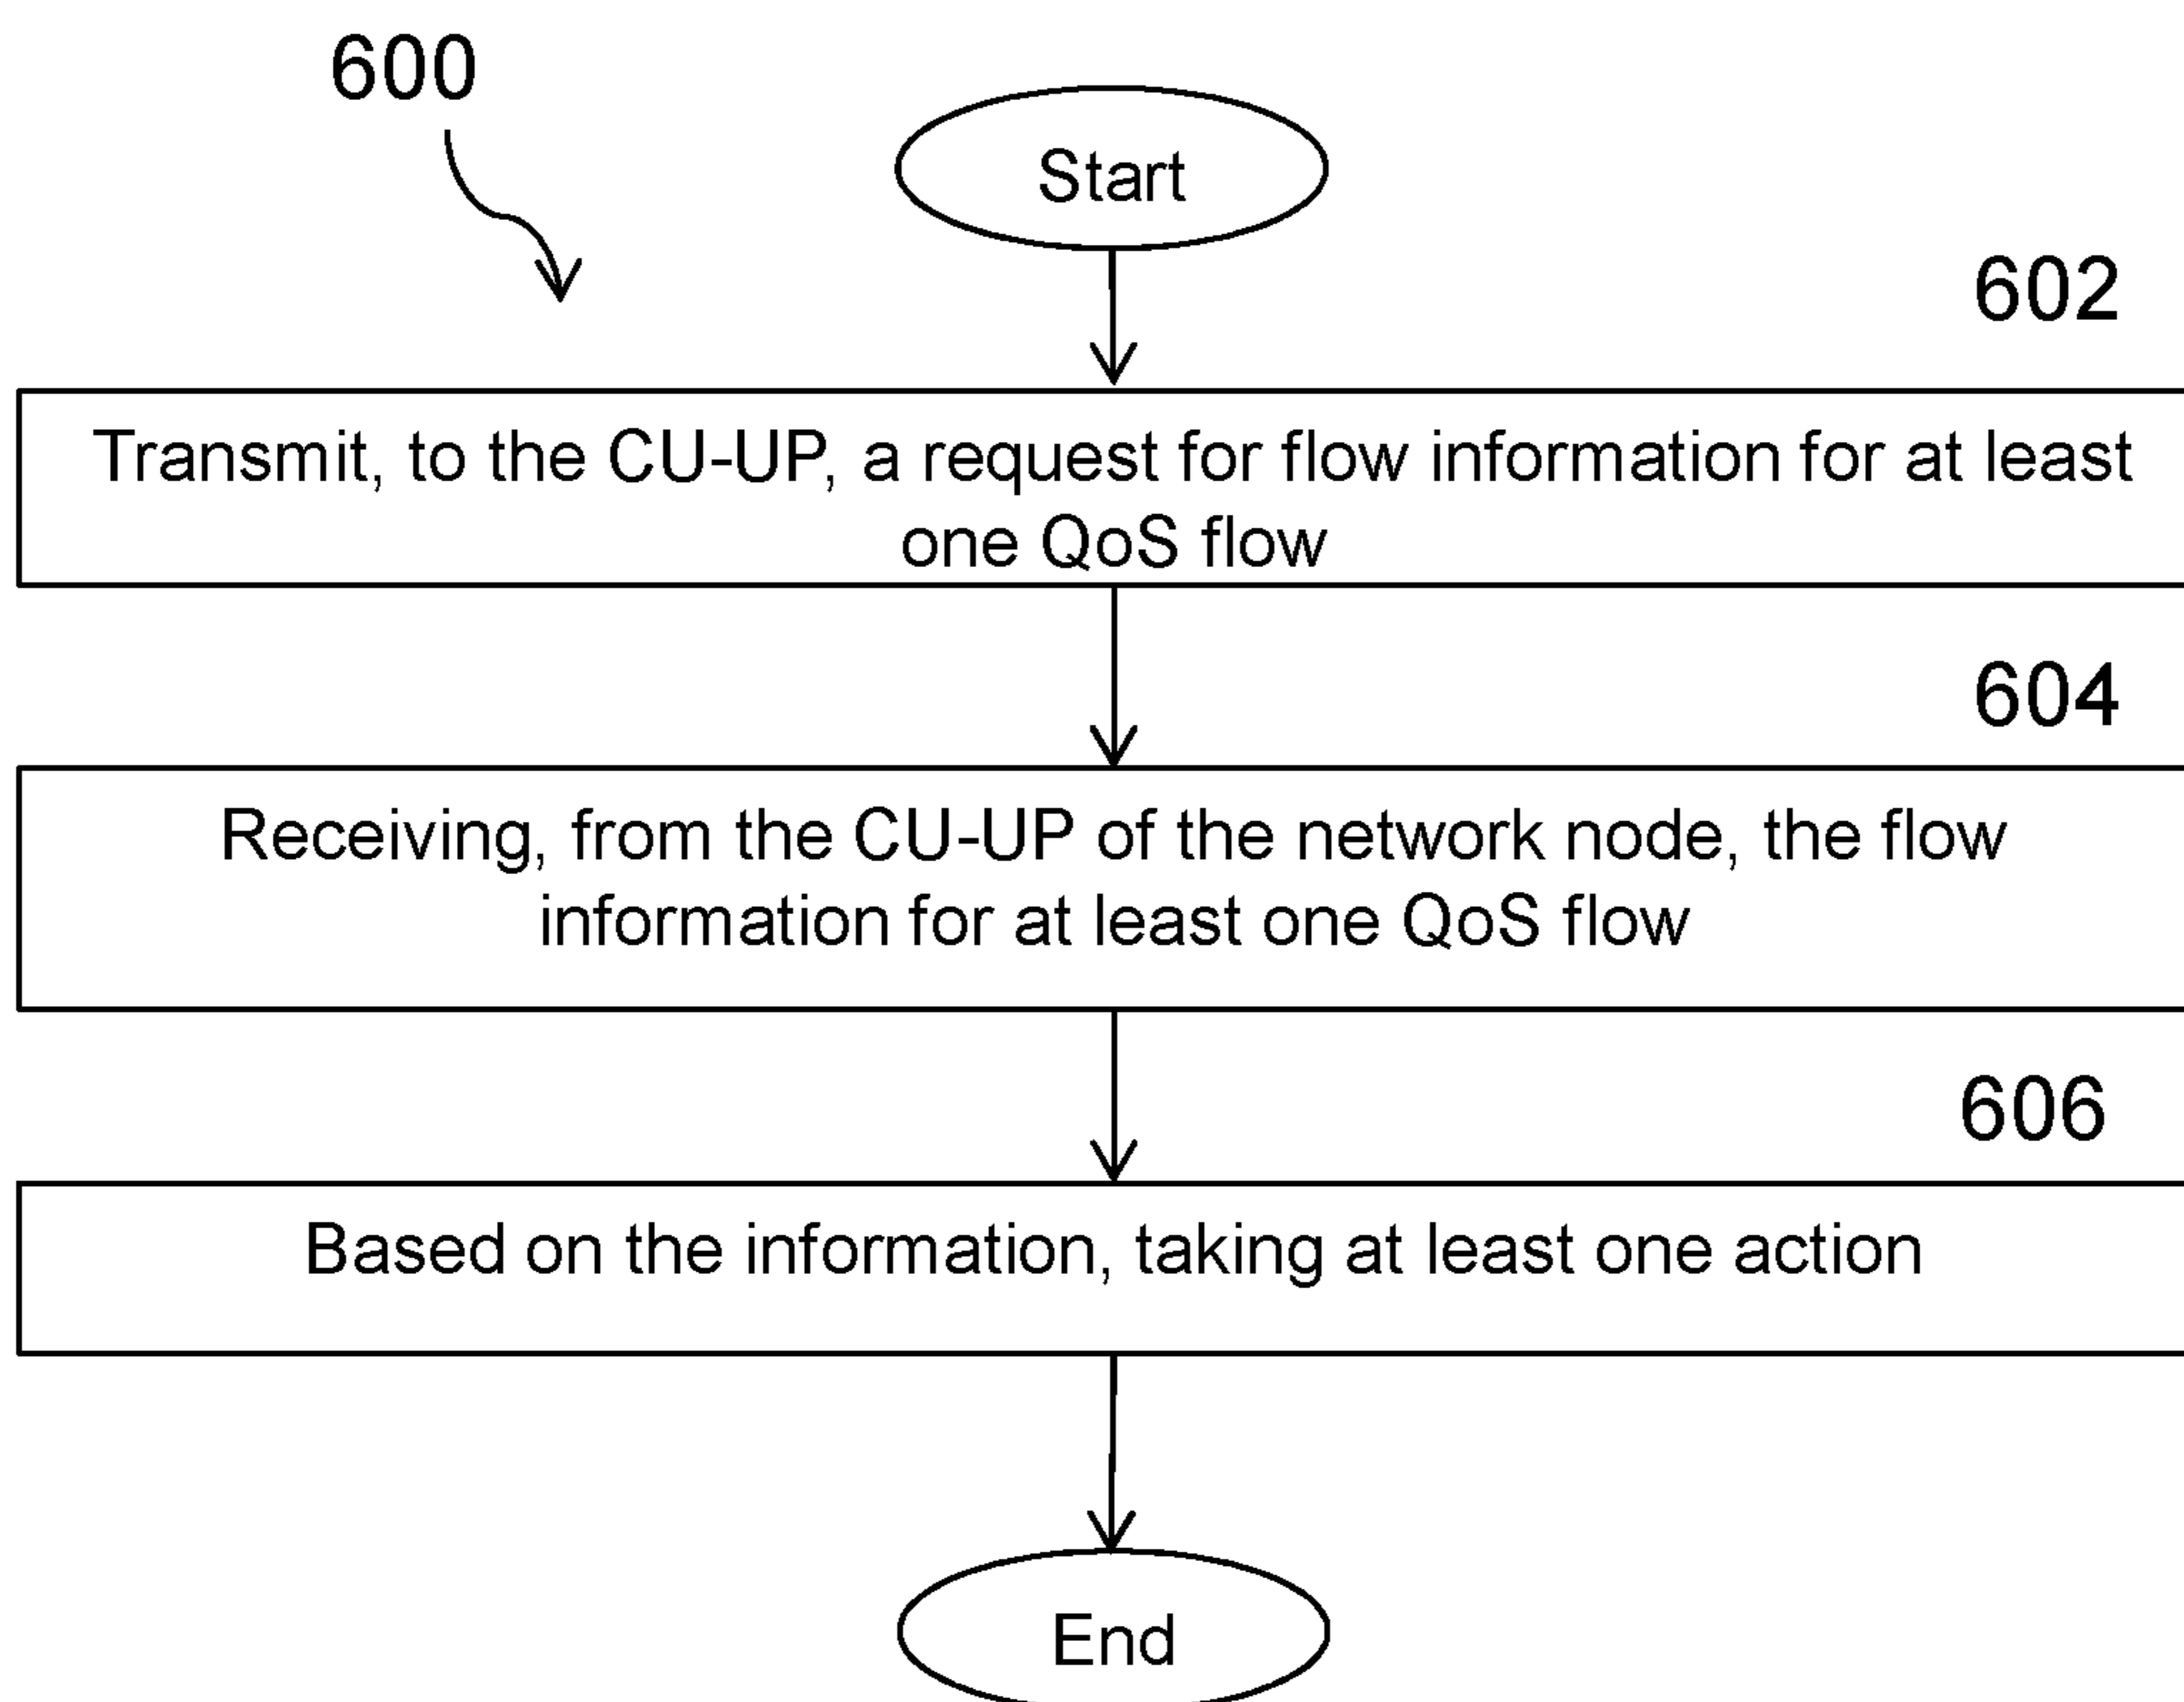 600
Start
602
Transmit, to the CU-UP, a request for flow information for at least
one QoS flow
604
Receiving, from the CU-UP of the network node, the flow
information for at least one QoS flow
606
Based on the information, taking at least one action
End